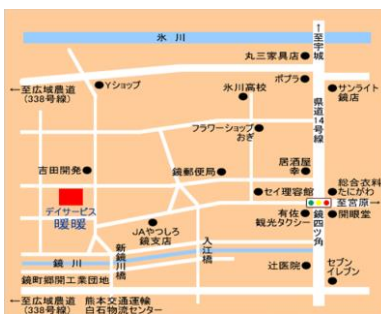 氷川
↑至宇城
丸三家具店
←至広域農道
(338号線)
Yショップ
氷川高校
ポプラ
サンライト
鏡店
県道14号線
フラワーショップ
おぎ
吉田開発
鏡郵便局
居酒屋
幸
セイ理容館
総合衣料
たにがわ
至宮原→
デイサービス
暖暖
JAやつしろ
鏡支店
有佐
観光タクシー
鏡四ツ角
開眼堂
新鏡川橋
入江橋
鏡川
鏡町郷開工業団地
辻医院
セブン
イレブン
←至広域農道
(338号線)
熊本交通運輸
白石物流センター